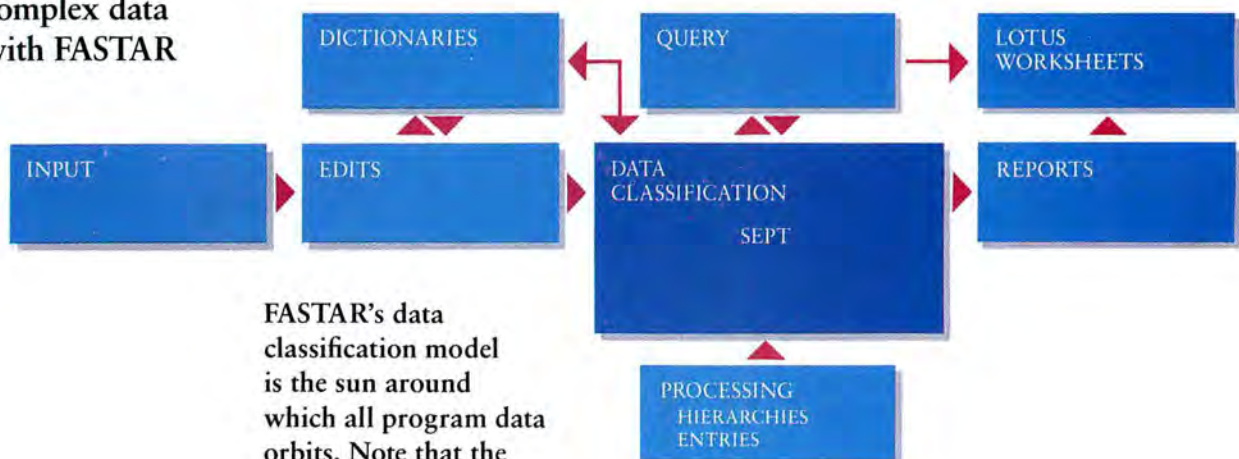 omplex data
with FASTAR
DICTIONARIES
QUERY
LOTUS
WORKSHEETS
INPUT
EDITS
DATA
CLASSIFICATION
SEPT
REPORTS
FASTAR's data
classification model
is the sun around
which all program data
orbits. Note that the
PROCESSING
HIERARCHIES
ENTRIES